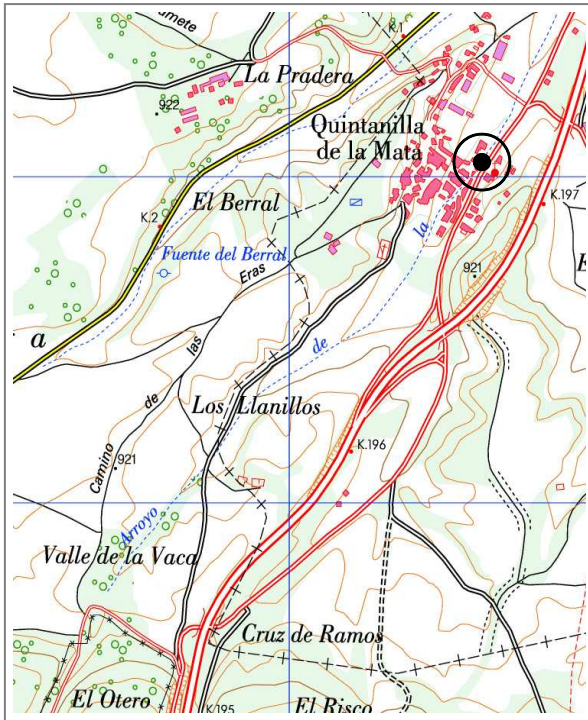 K.1
umete
La Pradera
922
Quintanilla
de la Mata
K.197
El Berral
K.2
la
Fuente del Berral
Eras
921
E
a
las
de
de
Los Llanillos
K.196
Camino
921
Arroyo
Valle de la Vaca
Cruz de Ramos
El Otero
K.195
El Risco